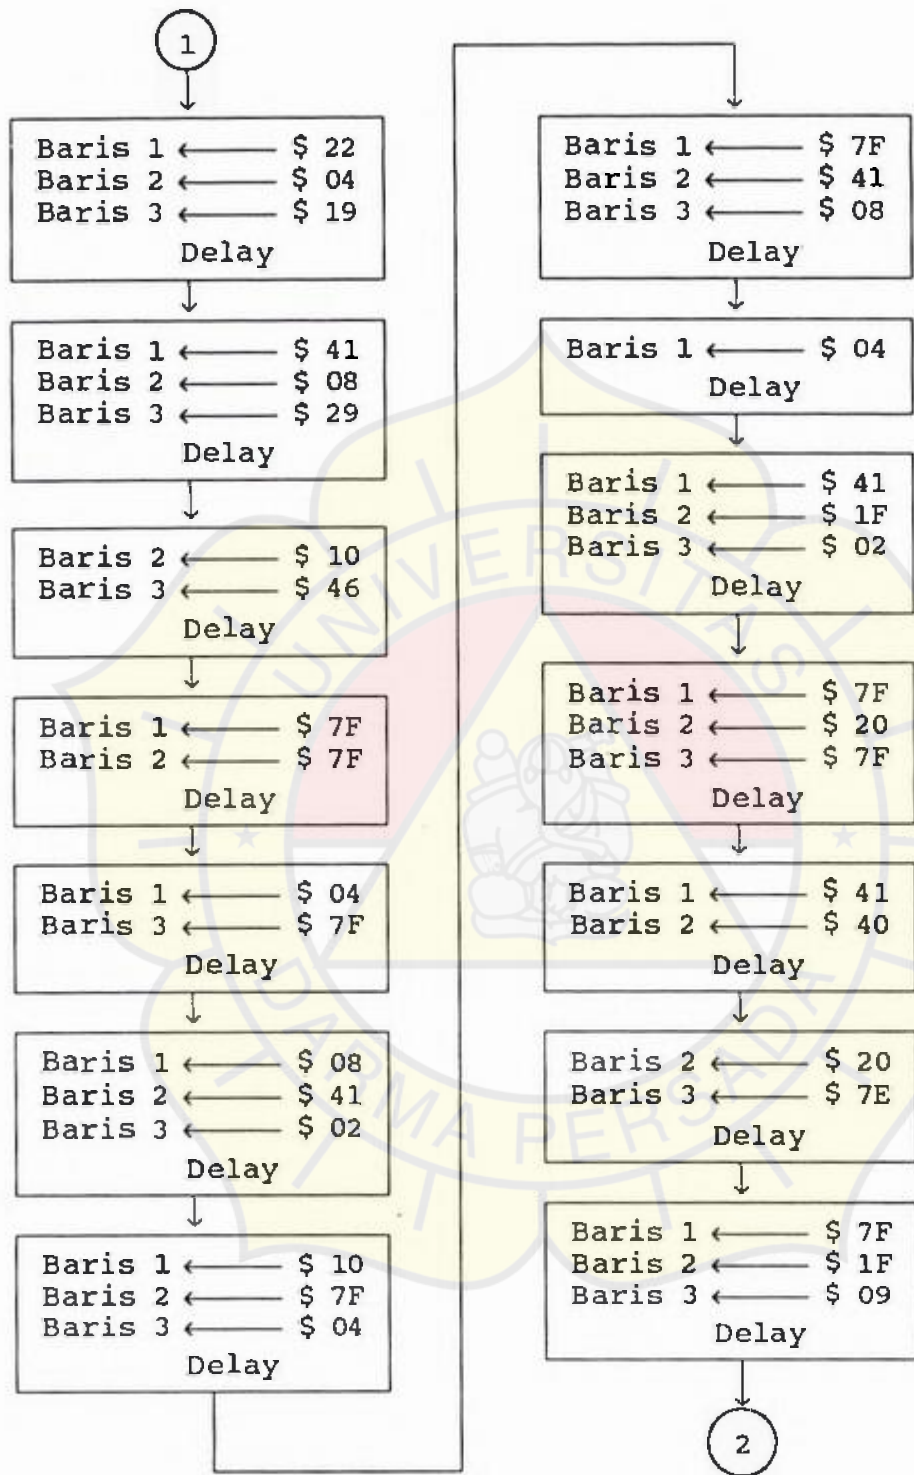 1
Baris 1 ← $ 22
Baris 2 ← $ 04
Baris 3 ← $ 19
Delay
Baris 1 ← $ 41
Baris 2 ← $ 08
Baris 3 ← $ 29
Delay
Baris 2 ← $ 10
Baris 3 ← $ 46
Delay
Baris 1 ← $ 7F
Baris 2 ← $ 7F
Delay
Baris 1 ← $ 04
Baris 3 ← $ 7F
Delay
Baris 1 ← $ 08
Baris 2 ← $ 41
Baris 3 ← $ 02
Delay
Baris 1 ← $ 10
Baris 2 ← $ 7F
Baris 3 ← $ 04
Delay
Baris 1 ← $ 7F
Baris 2 ← $ 41
Baris 3 ← $ 08
Delay
Baris 1 ← $ 04
Delay
Baris 1 ← $ 41
Baris 2 ← $ 1F
Baris 3 ← $ 02
Delay
Baris 1 ← $ 7F
Baris 2 ← $ 20
Baris 3 ← $ 7F
Delay
Baris 1 ← $ 41
Baris 2 ← $ 40
Delay
Baris 2 ← $ 20
Baris 3 ← $ 7E
Delay
Baris 1 ← $ 7F
Baris 2 ← $ 1F
Baris 3 ← $ 09
Delay
2
UNIVERSITAS
DARMA PERSADA